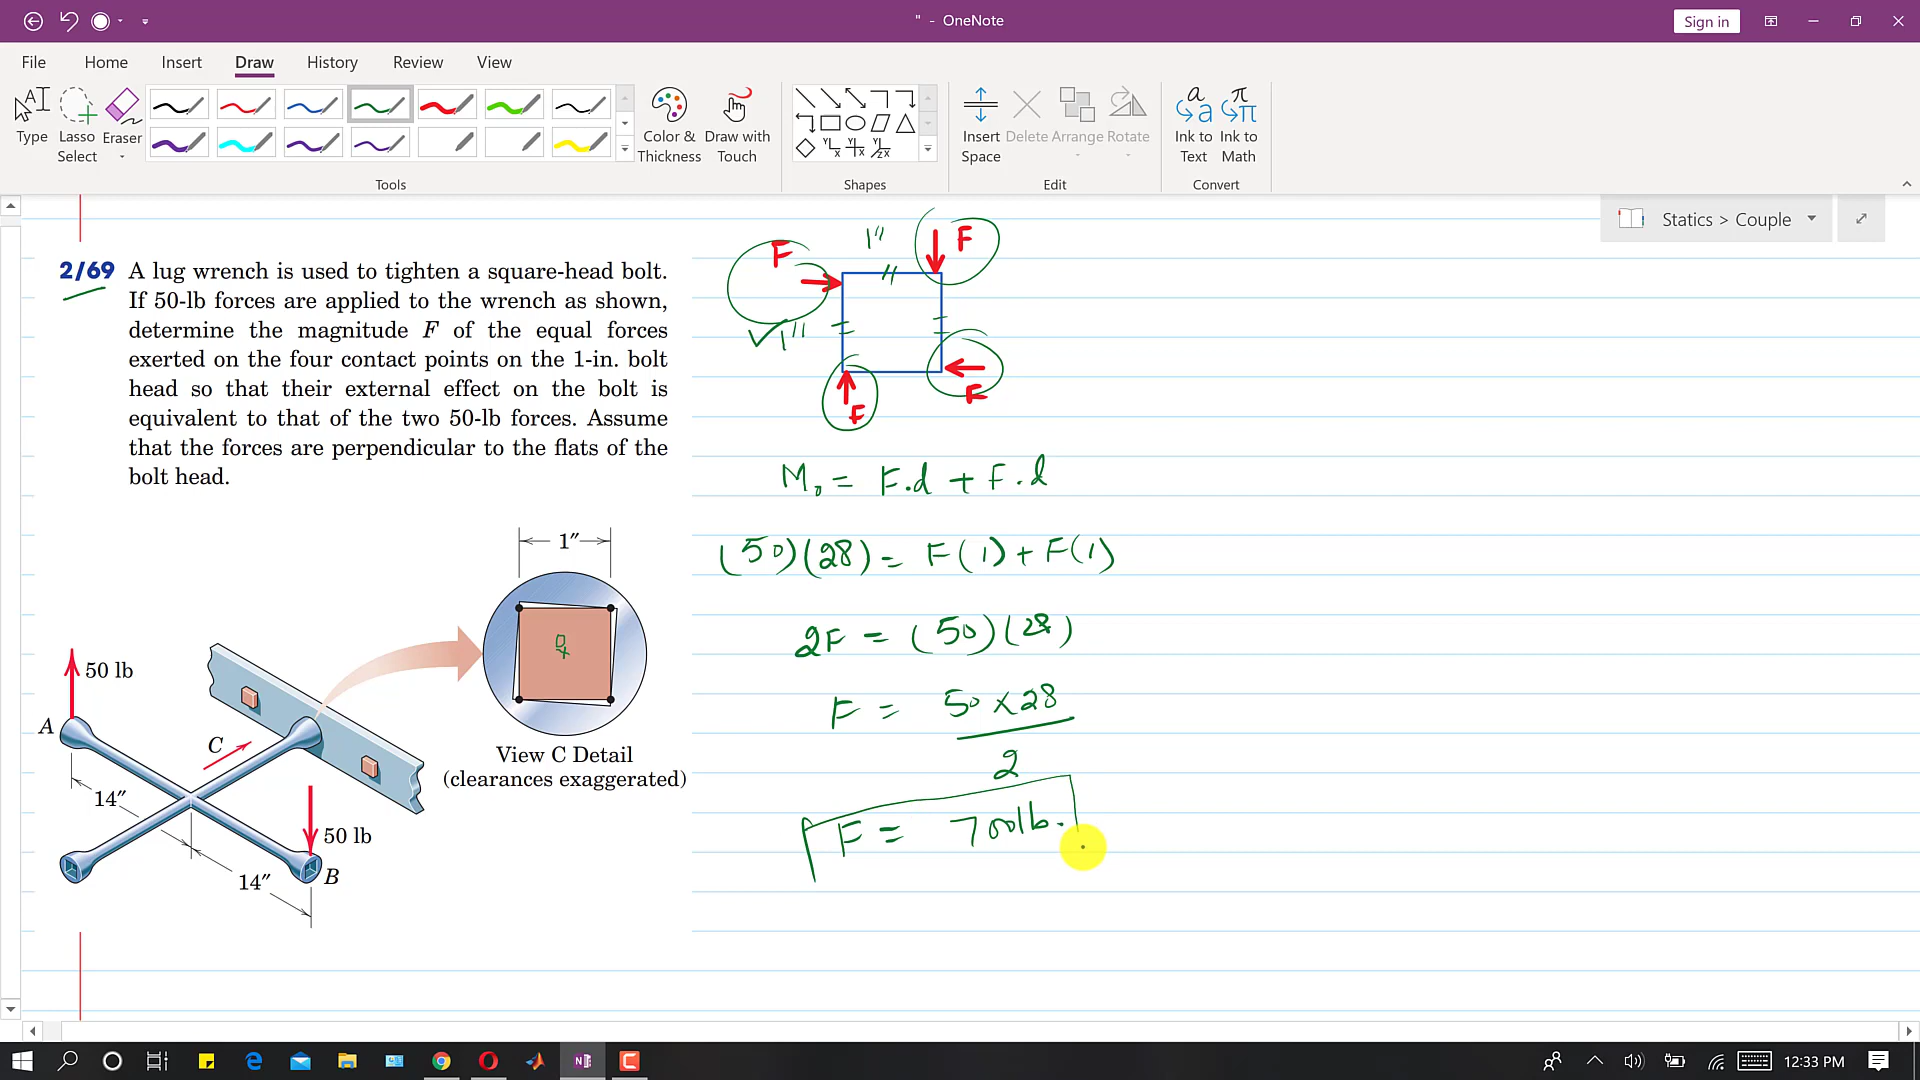 " - OneNote
Sign in
File Home Insert Draw History Review View
Type
Lasso Select
Eraser
Color & Thickness
Draw with Touch
Insert Space
Delete
Arrange
Rotate
Ink to Text
Ink to Math
Tools
Shapes
Edit
Convert
Statics > Couple
2/69 A lug wrench is used to tighten a square-head bolt.
If 50-lb forces are applied to the wrench as shown,
determine the magnitude F of the equal forces
exerted on the four contact points on the 1-in. bolt
head so that their external effect on the bolt is
equivalent to that of the two 50-lb forces. Assume
that the forces are perpendicular to the flats of the
bolt head.
1″
50 lb
A
C
14″
14″
50 lb
B
View C Detail
(clearances exaggerated)
F
1"
F
1"
F
F
M₀ = F.d + F.d
(50)(28) = F(1) + F(1)
2F = (50)(28)
F = 50 × 28
2
F = 700lb.
12:33 PM